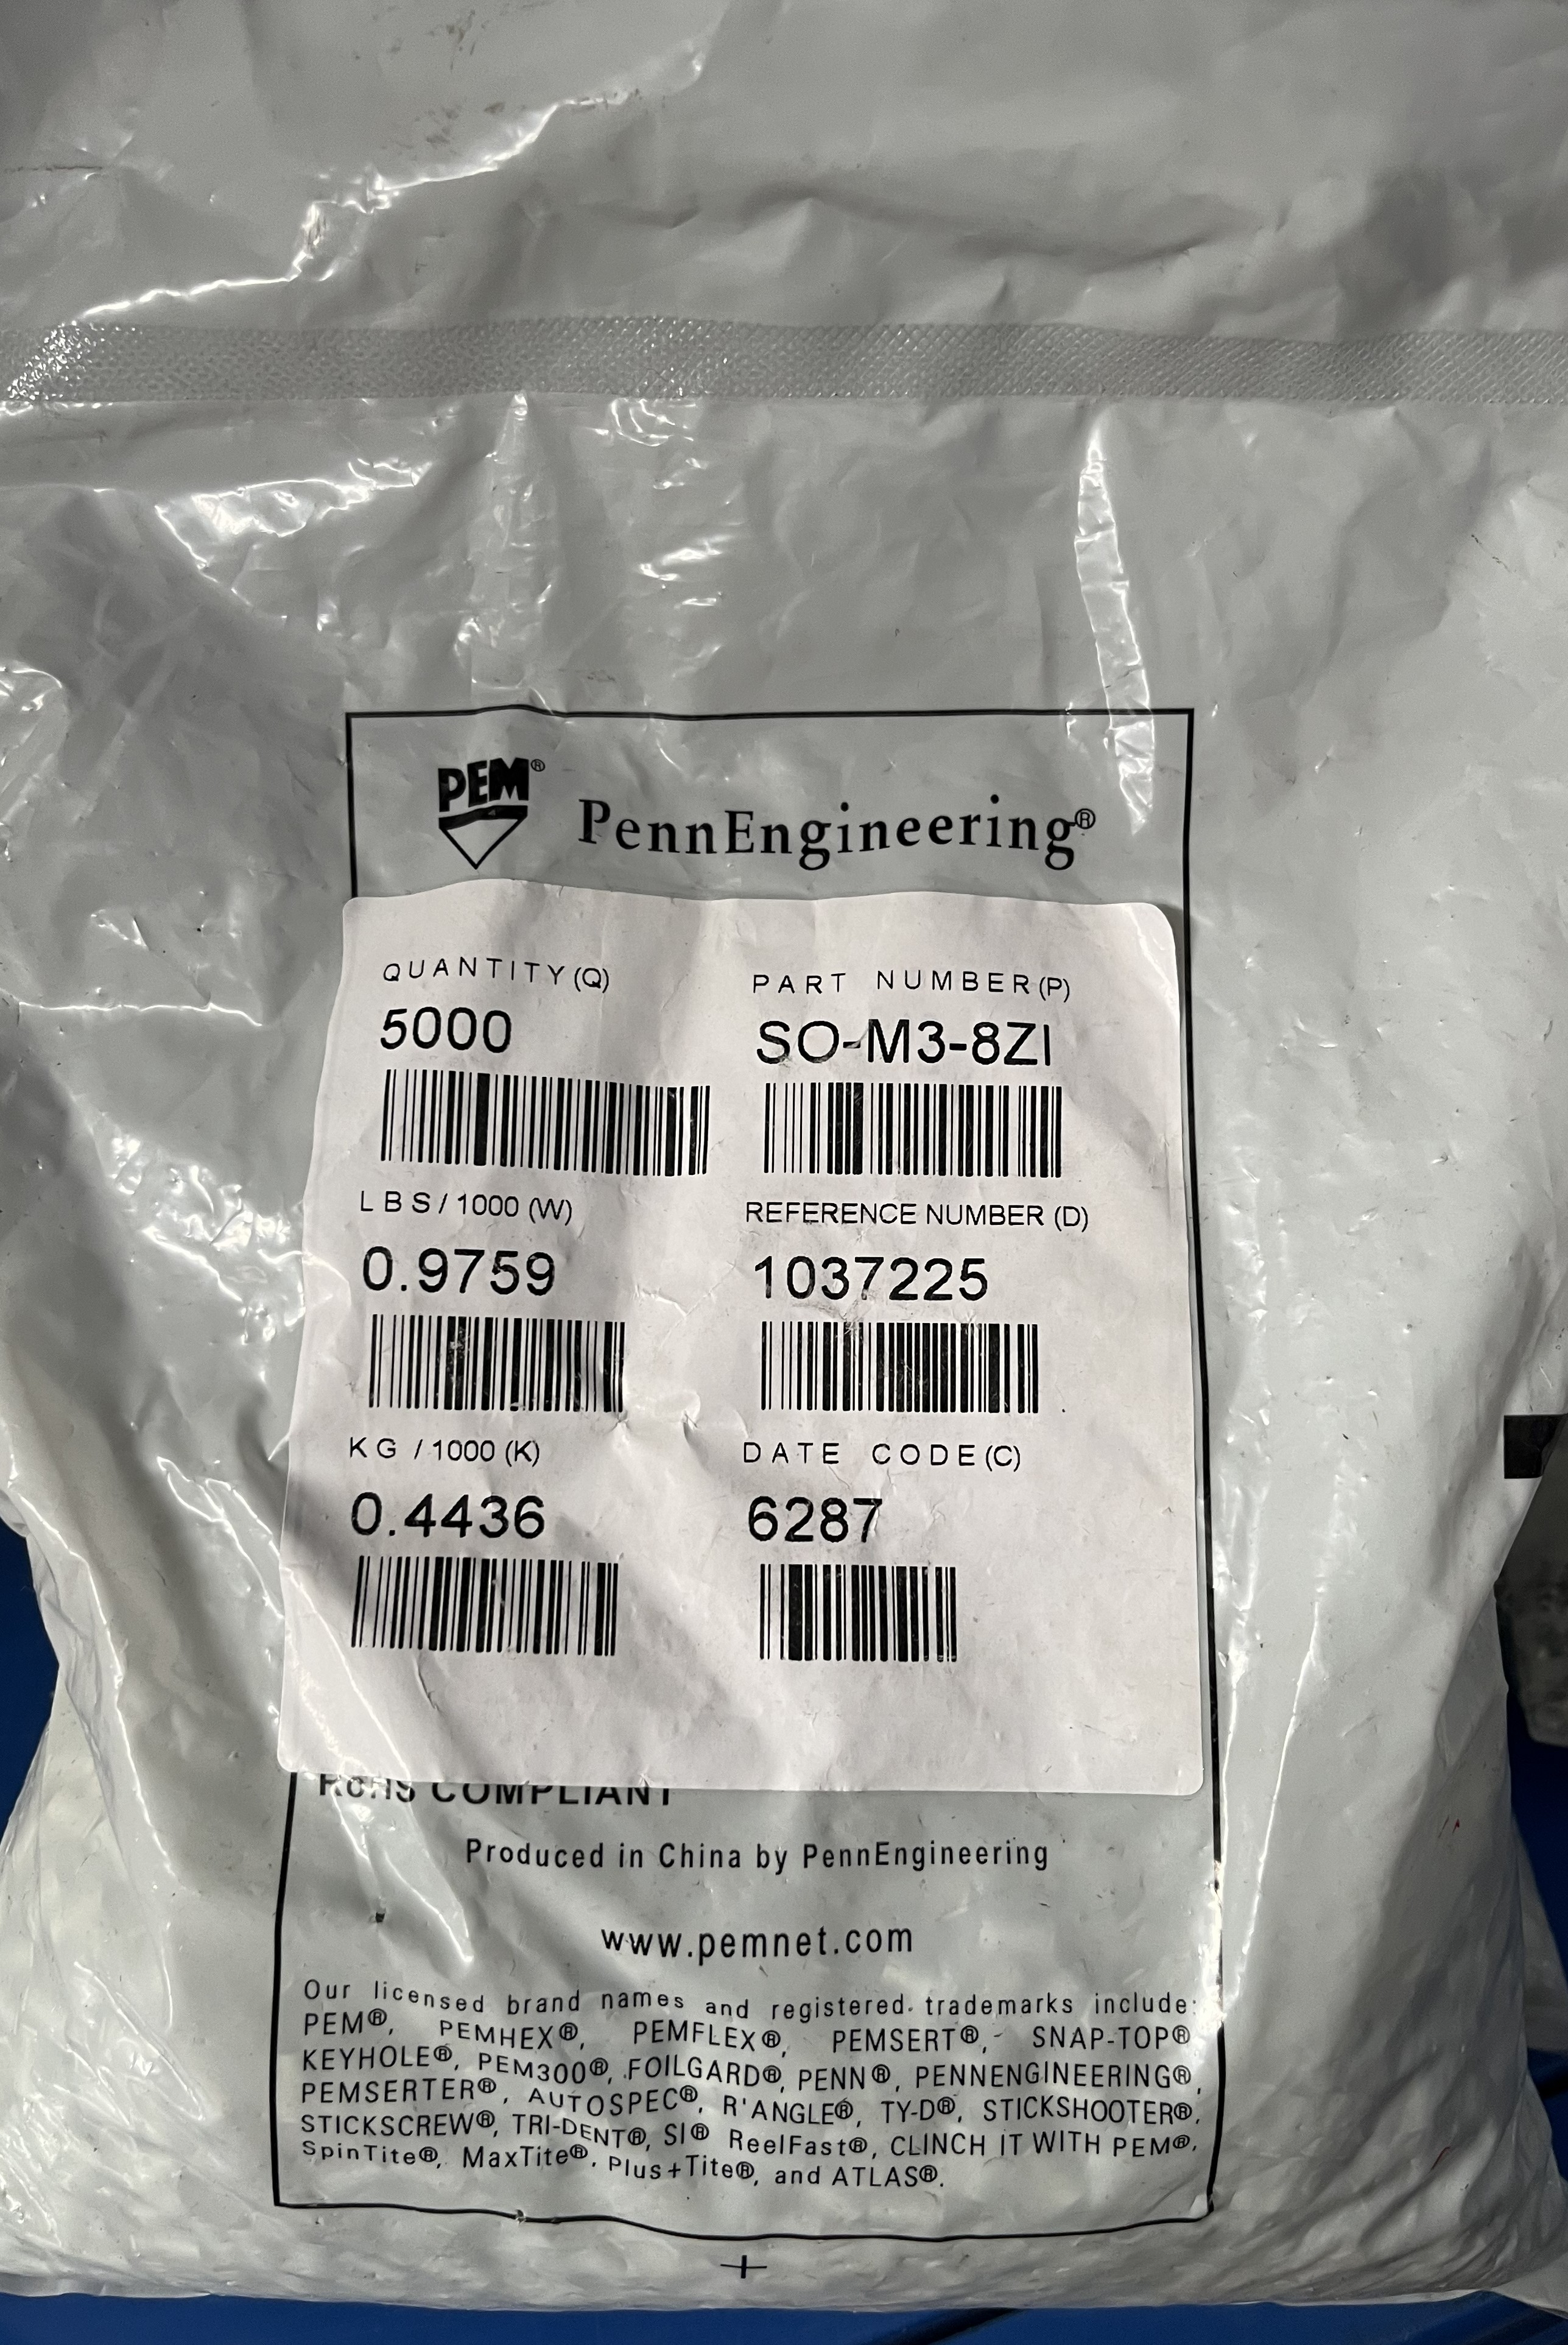 PEM®
PennEngineering®
QUANTITY(Q)
5000
PART NUMBER(P)
SO-M3-8ZI
LBS/1000 (W)
0.9759
REFERENCE NUMBER (D)
1037225
KG /1000 (K)
0.4436
DATE CODE(C)
6287
RoHS COMPLIANT
Produced in China by PennEngineering
www.pemnet.com
Our licensed brand names and registered trademarks include:
PEM®, PEMHEX®, PEMFLEX®, PEMSERT®, SNAP-TOP®
KEYHOLE®, PEM300®, FOILGARD®, PENN®, PENNENGINEERING®,
PEMSERTER®, AUTOSPEC®, R'ANGLE®, TY-D®, STICKSHOOTER®,
STICKSCREW®, TRI-DENT®, SI® ReelFast®, CLINCH IT WITH PEM®,
SpinTite®, MaxTite®, Plus+Tite®, and ATLAS®.